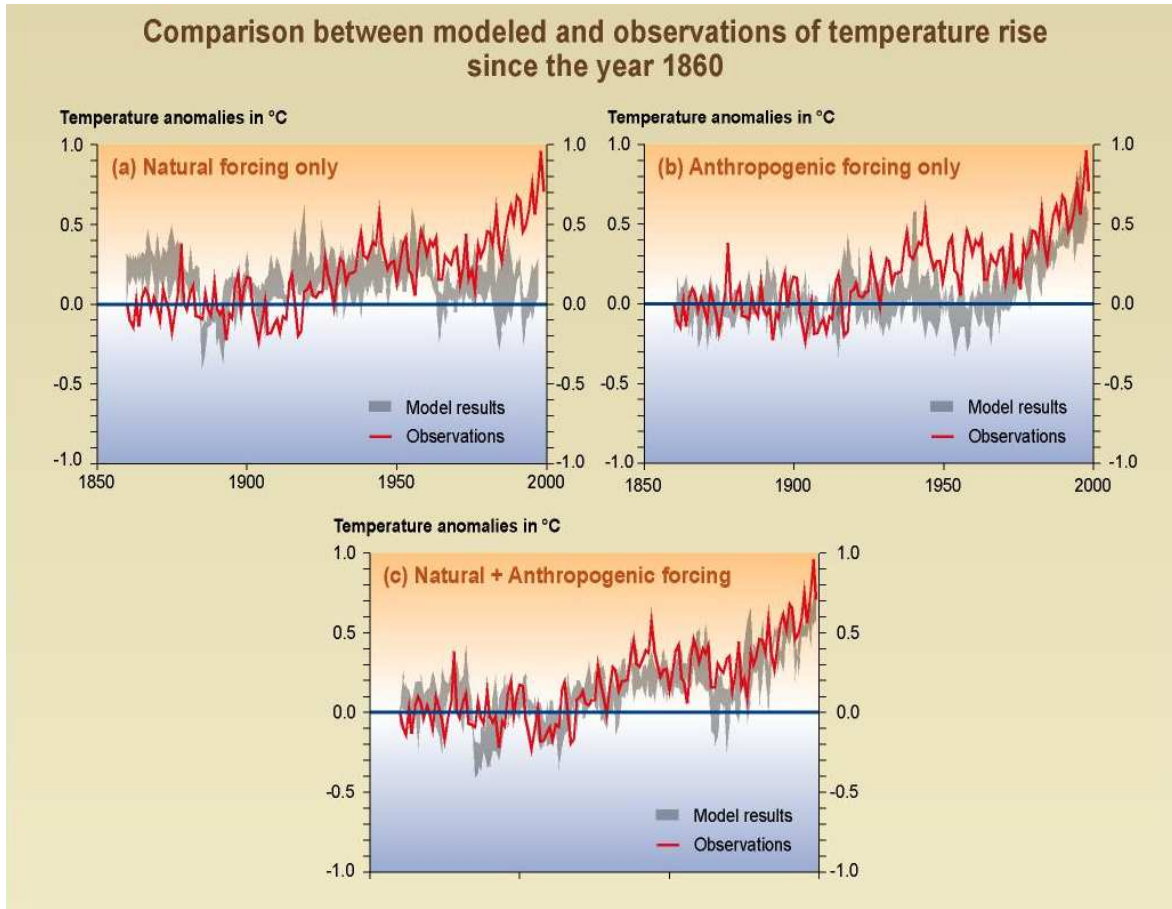 Comparison between modeled and observations of temperature rise
since the year 1860
Temperature anomalies in °C
(a) Natural forcing only
1.0
0.5
0.0
-0.5
-1.0
1.0
0.5
0.0
-0.5
-1.0
Model results
Observations
1850
1900
1950
2000
Temperature anomalies in °C
(b) Anthropogenic forcing only
1.0
0.5
0.0
-0.5
-1.0
1.0
0.5
0.0
-0.5
-1.0
Model results
Observations
1850
1900
1950
2000
Temperature anomalies in °C
(c) Natural + Anthropogenic forcing
1.0
0.5
0.0
-0.5
-1.0
1.0
0.5
0.0
-0.5
-1.0
Model results
Observations